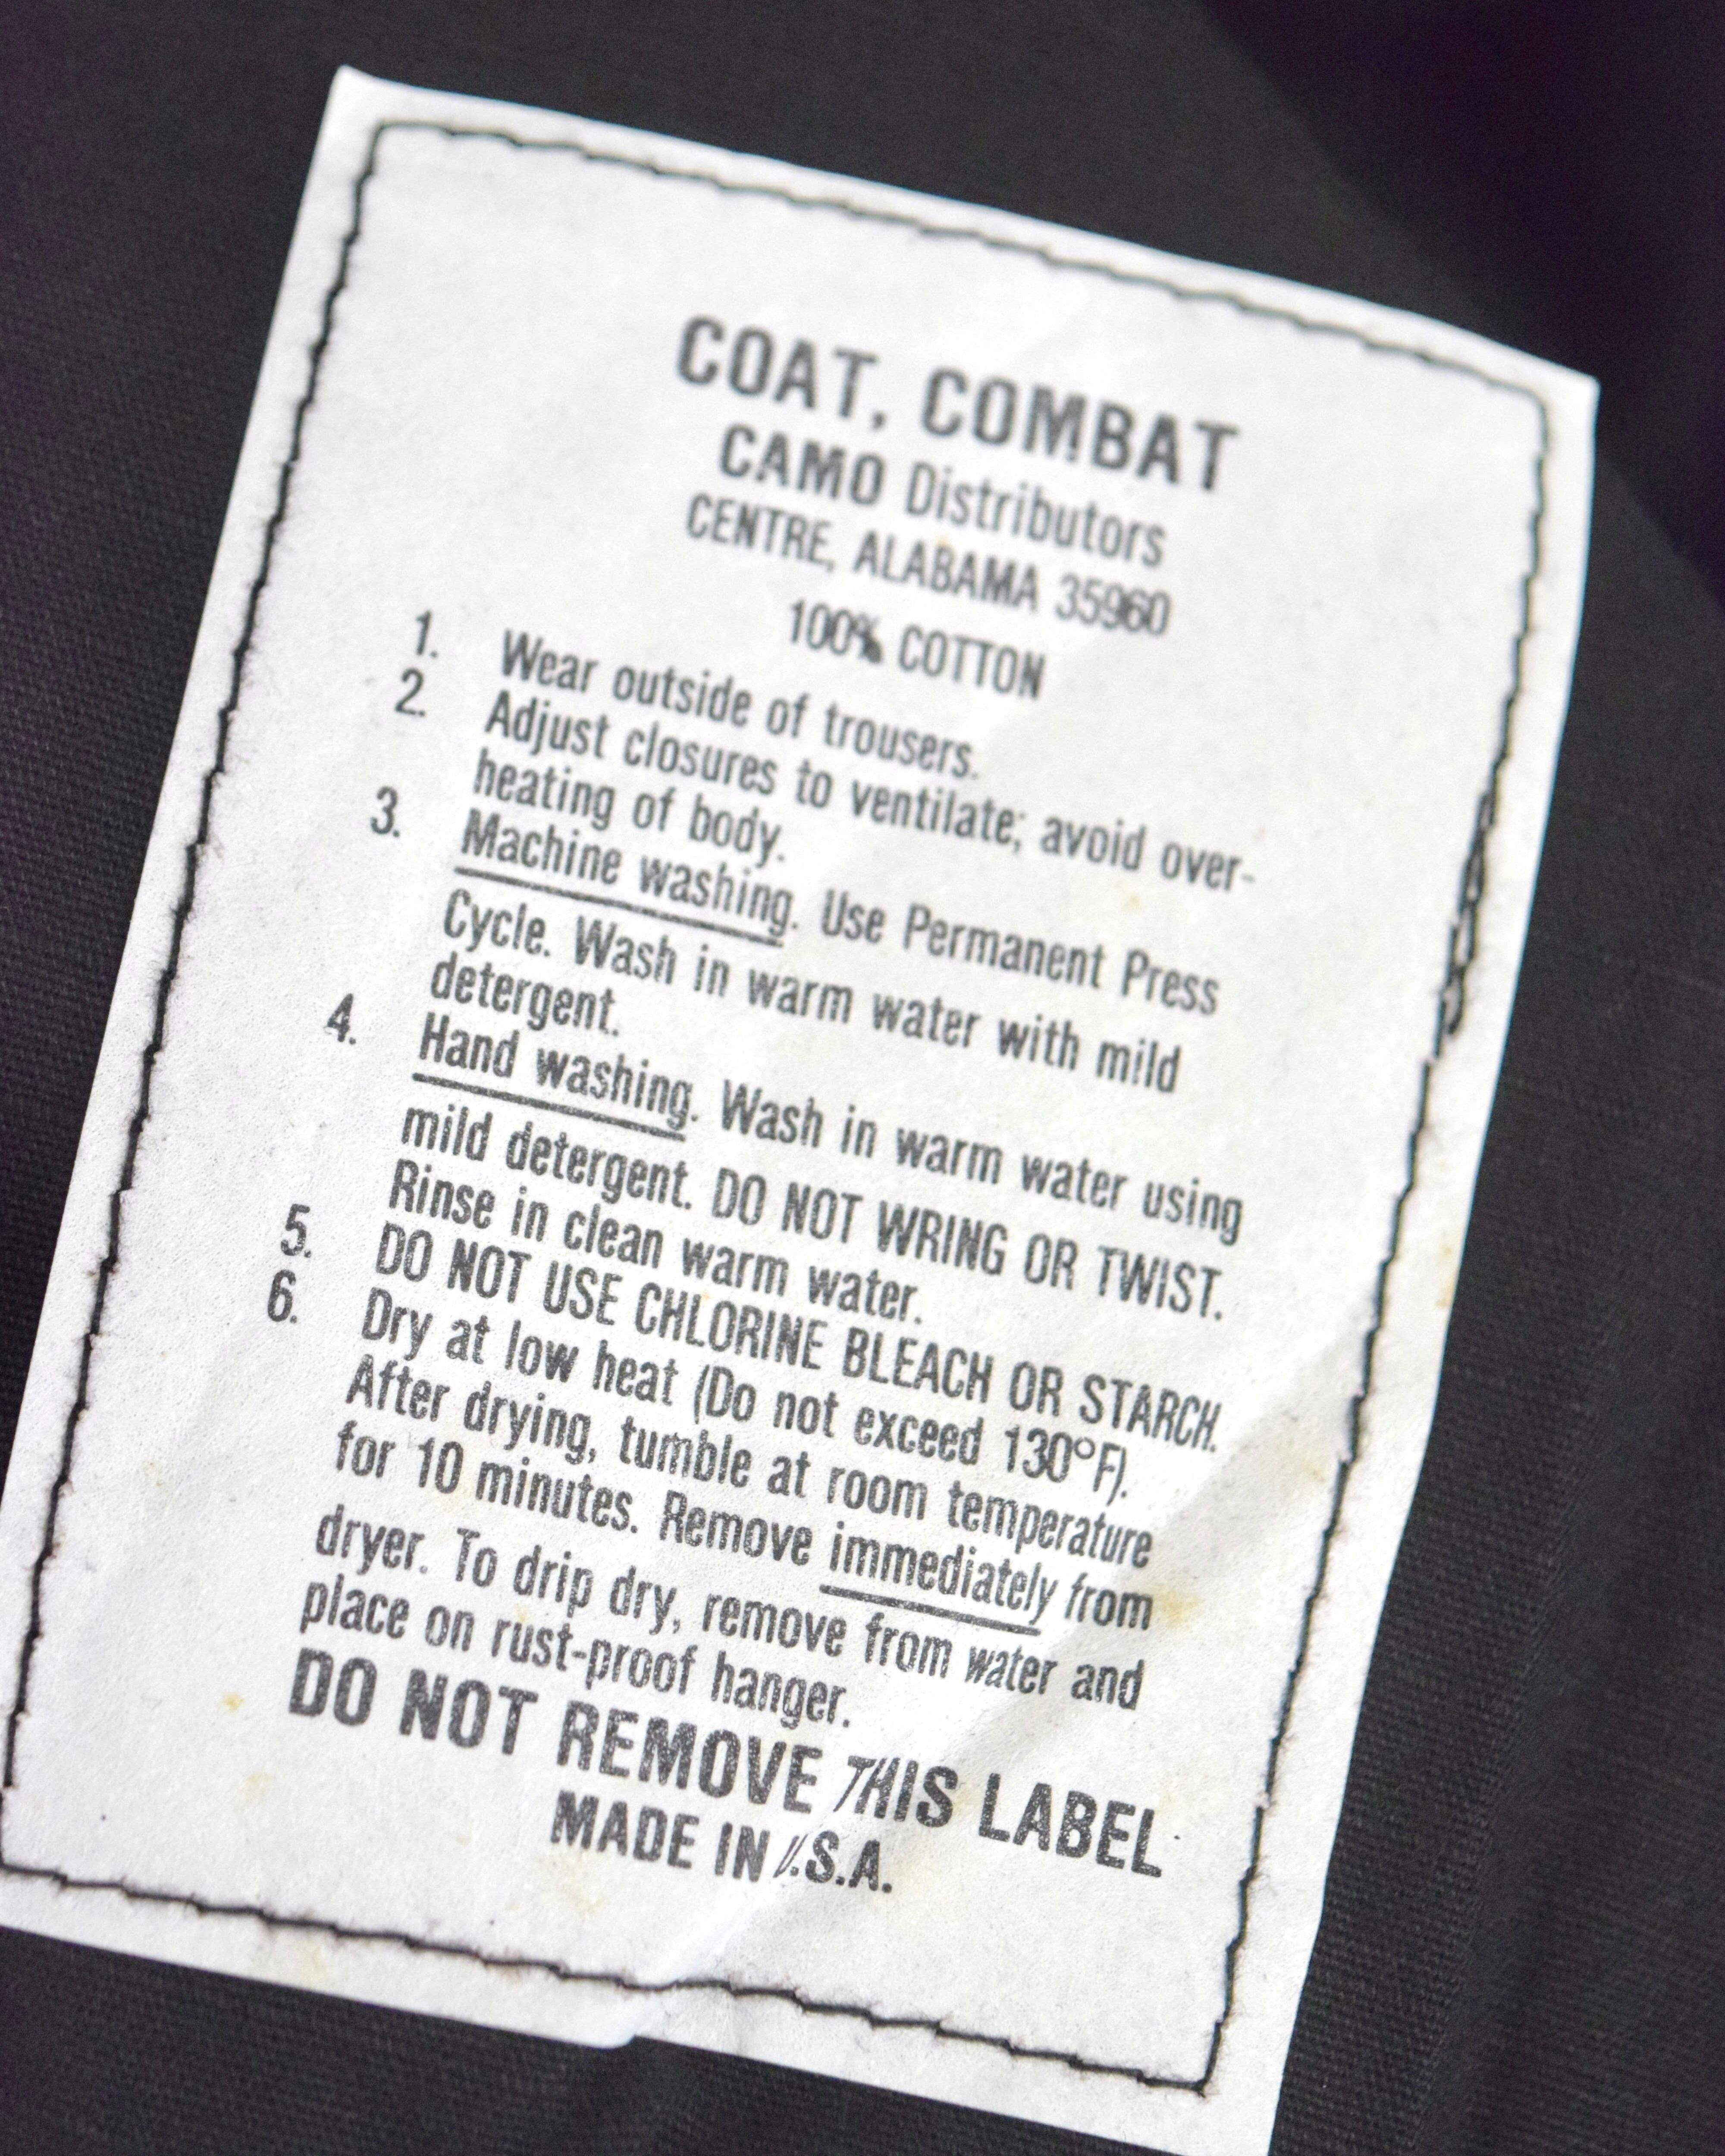 COAT, COMBAT
CAMO Distributors
CENTRE, ALABAMA 35960
100% COTTON
1. Wear outside of trousers.
2. Adjust closures to ventilate; avoid over-
heating of body.
3. Machine washing. Use Permanent Press
Cycle. Wash in warm water with mild
detergent.
4. Hand washing. Wash in warm water using
mild detergent. DO NOT WRING OR TWIST.
Rinse in clean warm water.
5. DO NOT USE CHLORINE BLEACH OR STARCH.
6. Dry at low heat (Do not exceed 130°F).
After drying, tumble at room temperature
for 10 minutes. Remove immediately from
dryer. To drip dry, remove from water and
place on rust-proof hanger.
DO NOT REMOVE THIS LABEL
MADE IN U.S.A.